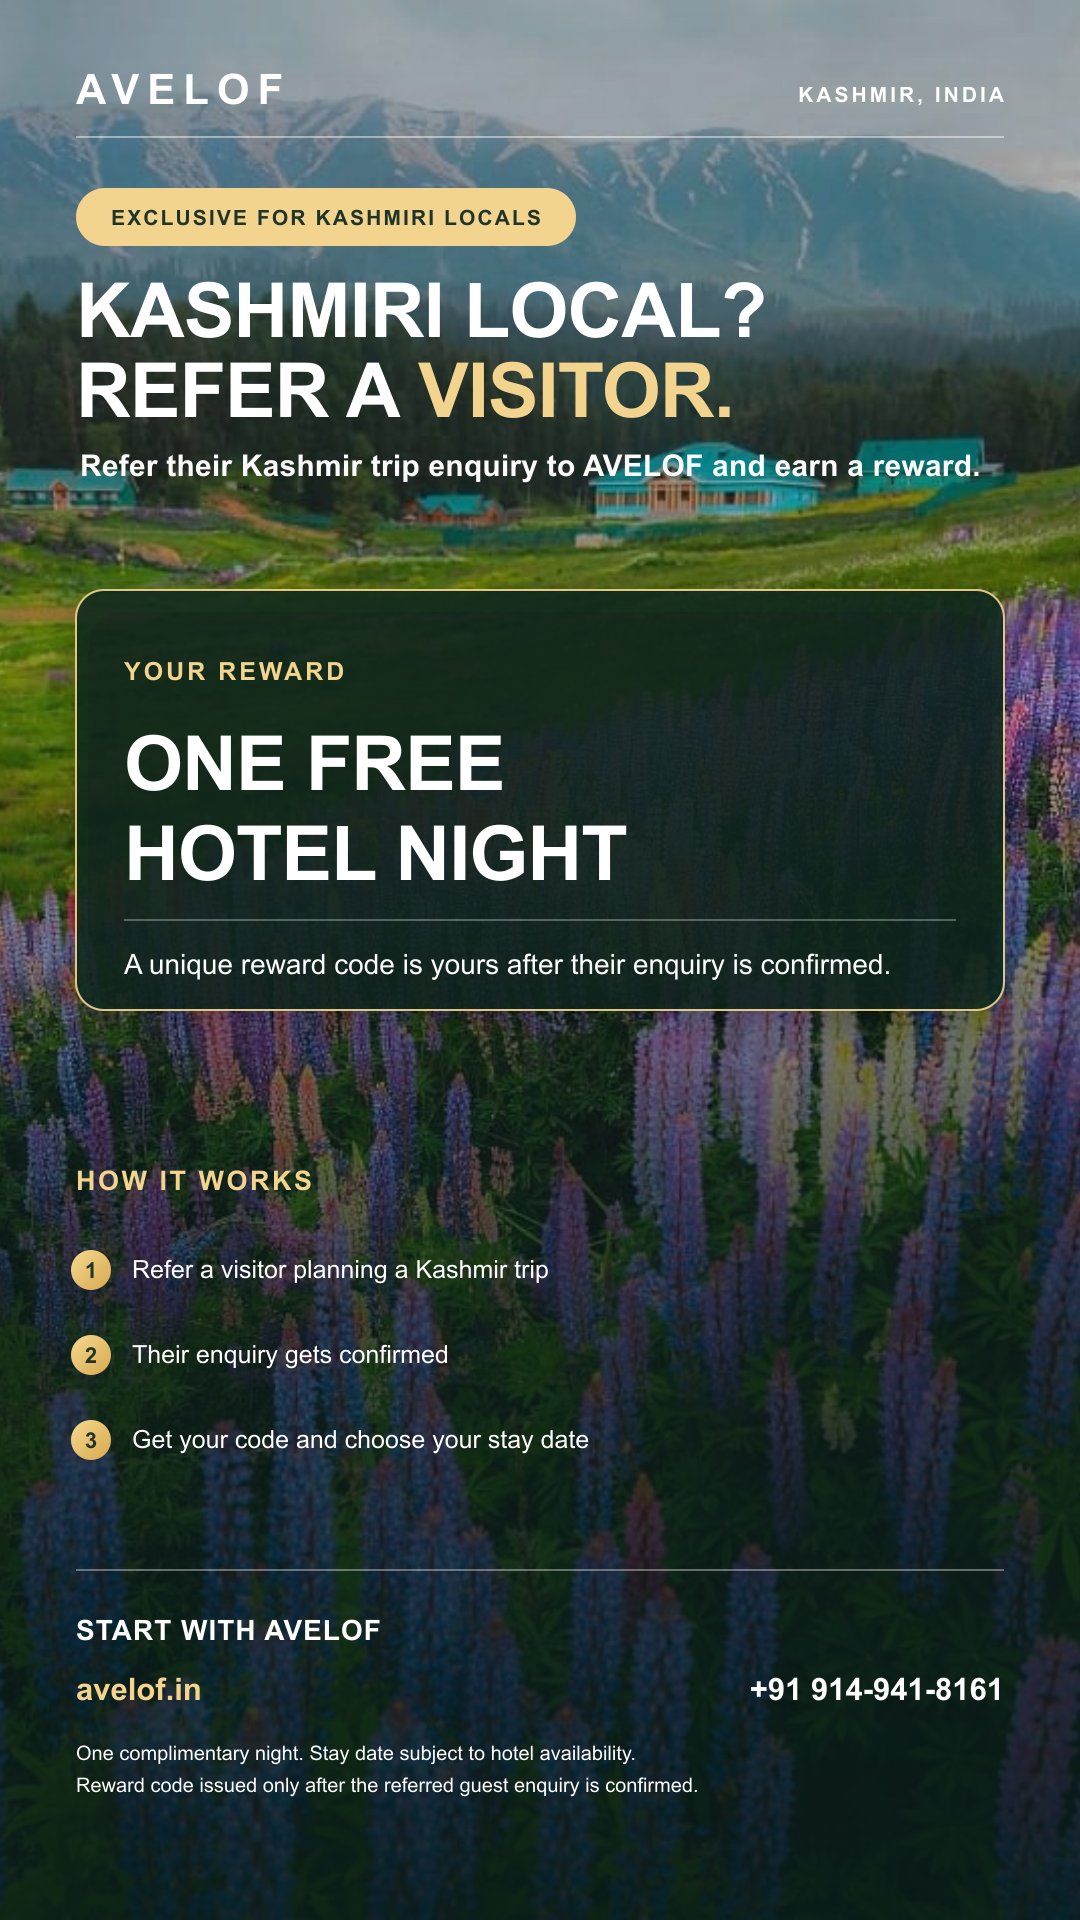 AVELOF
KASHMIR, INDIA
EXCLUSIVE FOR KASHMIRI LOCALS
KASHMIRI LOCAL?
REFER A VISITOR.
Refer their Kashmir trip enquiry to AVELOF and earn a reward.
YOUR REWARD
ONE FREE
HOTEL NIGHT
A unique reward code is yours after their enquiry is confirmed.
HOW IT WORKS
1 Refer a visitor planning a Kashmir trip
2 Their enquiry gets confirmed
3 Get your code and choose your stay date
START WITH AVELOF
avelof.in
+91 914-941-8161
One complimentary night. Stay date subject to hotel availability.
Reward code issued only after the referred guest enquiry is confirmed.